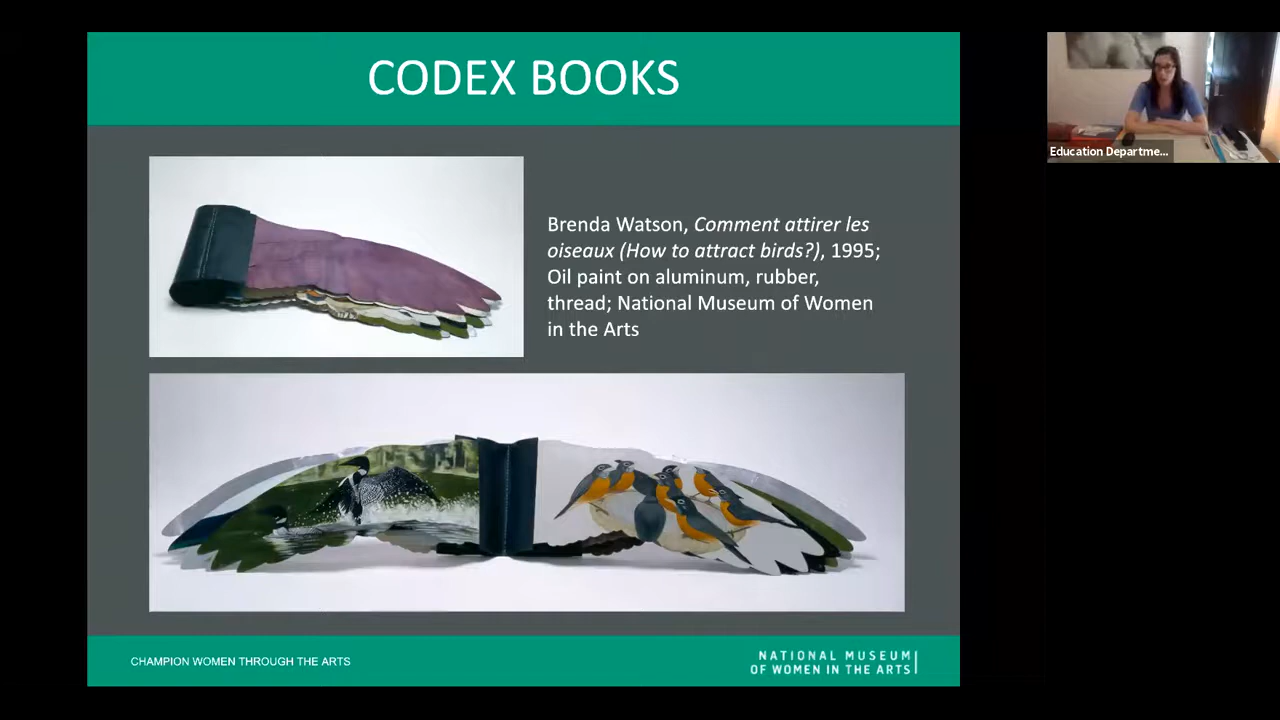 CODEX BOOKS
Brenda Watson, Comment attirer les
oiseaux (How to attract birds?), 1995;
Oil paint on aluminum, rubber,
thread; National Museum of Women
in the Arts
CHAMPION WOMEN THROUGH THE ARTS
NATIONAL MUSEUM
OF WOMEN IN THE ARTS
Education Departme...